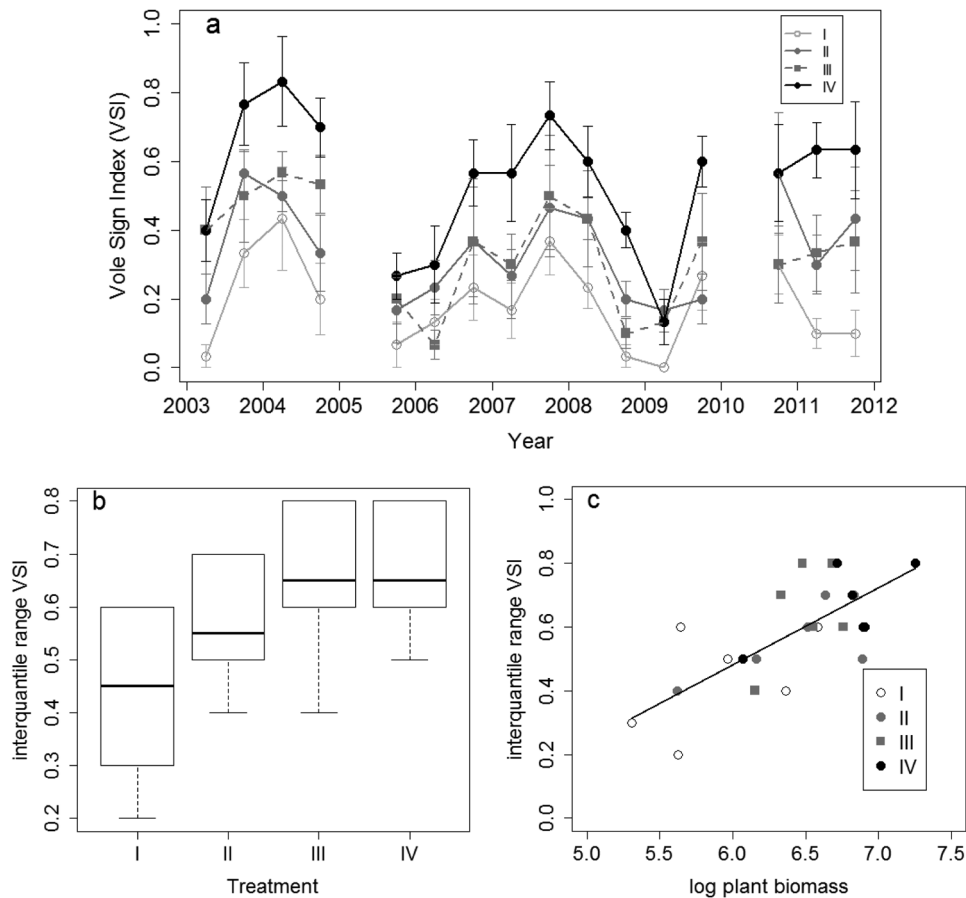 a
Vole Sign Index (VSI)
0.0 0.2 0.4 0.6 0.8 1.0
2003 2004 2005 2006 2007 2008 2009 2010 2011 2012
Year
I
II
III
IV
b
interquantile range VSI
0.2 0.3 0.4 0.5 0.6 0.7 0.8
I II III IV
Treatment
c
interquantile range VSI
0.0 0.2 0.4 0.6 0.8 1.0
5.0 5.5 6.0 6.5 7.0 7.5
log plant biomass
I
II
III
IV